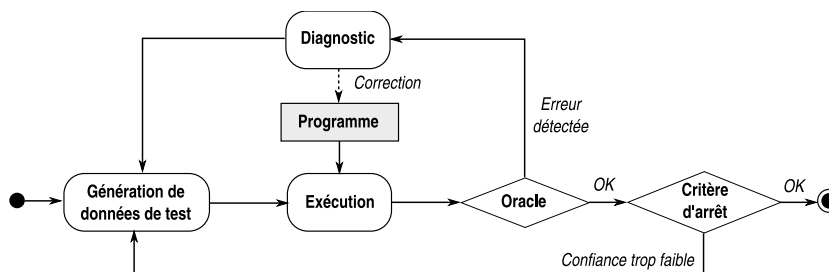 Diagnostic
Correction
Programme
Erreur
détectée
Génération de
données de test
Exécution
Oracle
OK
Critère
d'arrêt
OK
Confiance trop faible